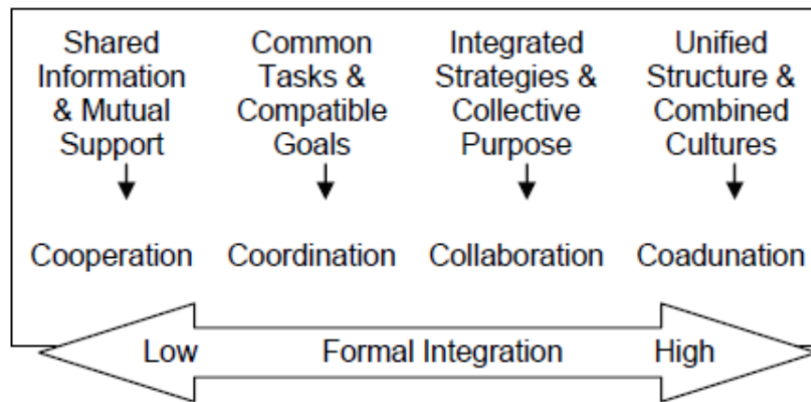 Shared
Information
& Mutual
Support
Common
Tasks &
Compatible
Goals
Integrated
Strategies &
Collective
Purpose
Unified
Structure &
Combined
Cultures
Cooperation
Coordination
Collaboration
Coadunation
Low
Formal Integration
High